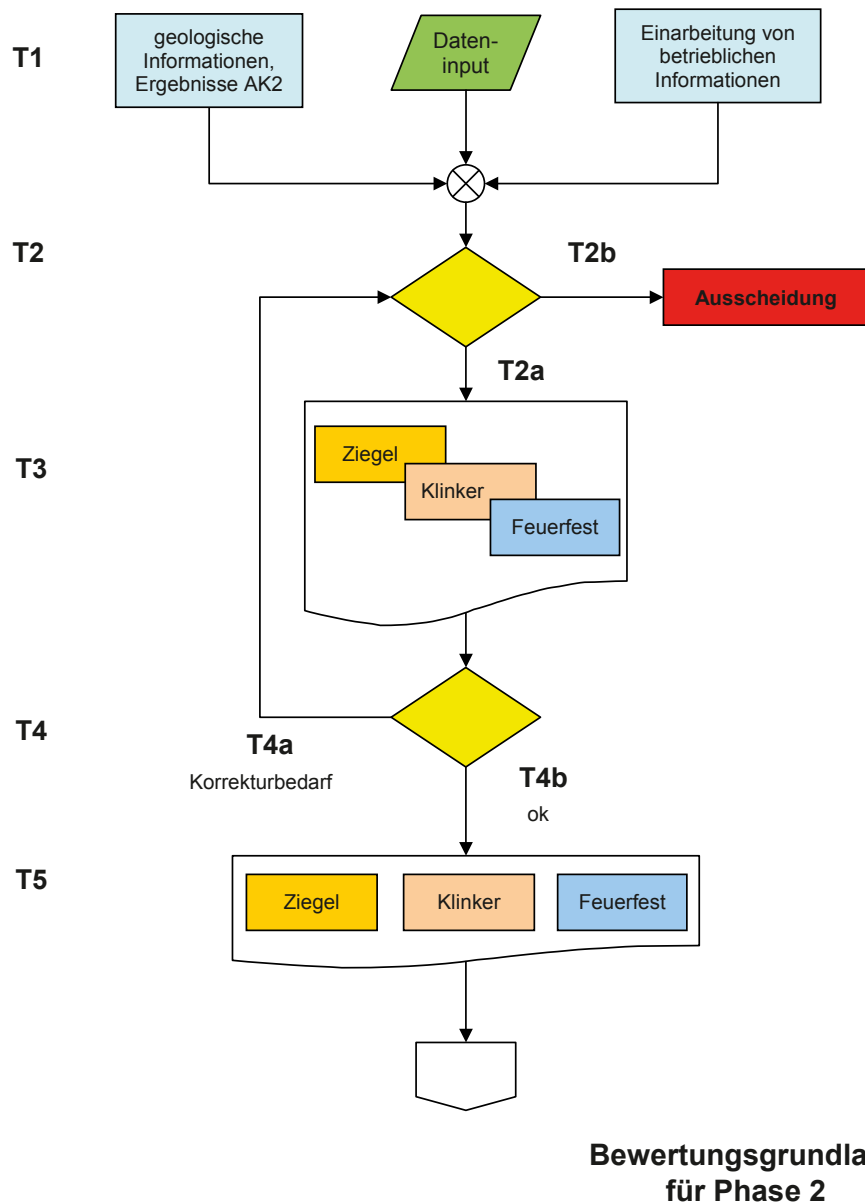 T1
geologische
Informationen,
Ergebnisse AK2
Daten-
input
Einarbeitung von
betrieblichen
Informationen
T2
T2b
Ausscheidung
T2a
T3
Ziegel
Klinker
Feuerfest
T4
T4a
Korrekturbedarf
T4b
ok
T5
Ziegel
Klinker
Feuerfest
Bewertungsgrundla
für Phase 2